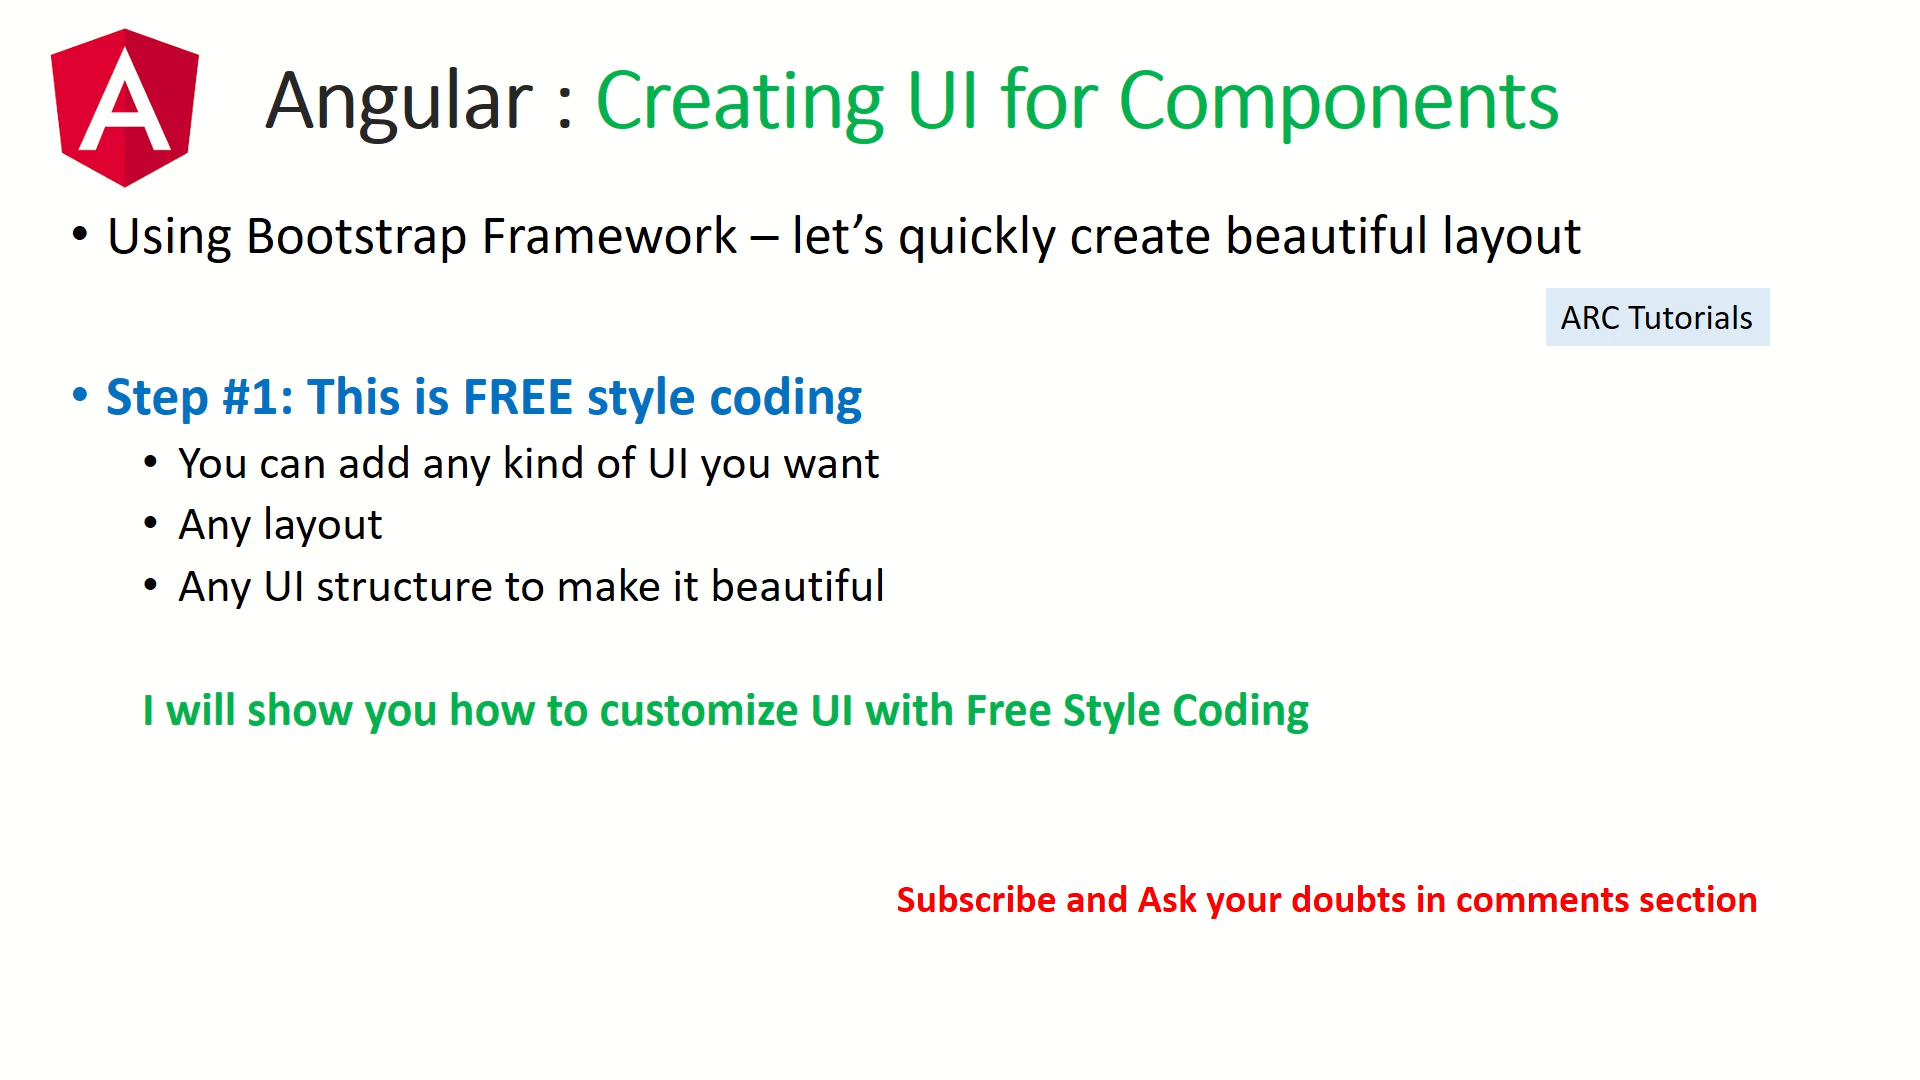 Angular : Creating UI for Components
• Using Bootstrap Framework – let’s quickly create beautiful layout
ARC Tutorials
• Step #1: This is FREE style coding
• You can add any kind of UI you want
• Any layout
• Any UI structure to make it beautiful
I will show you how to customize UI with Free Style Coding
Subscribe and Ask your doubts in comments section